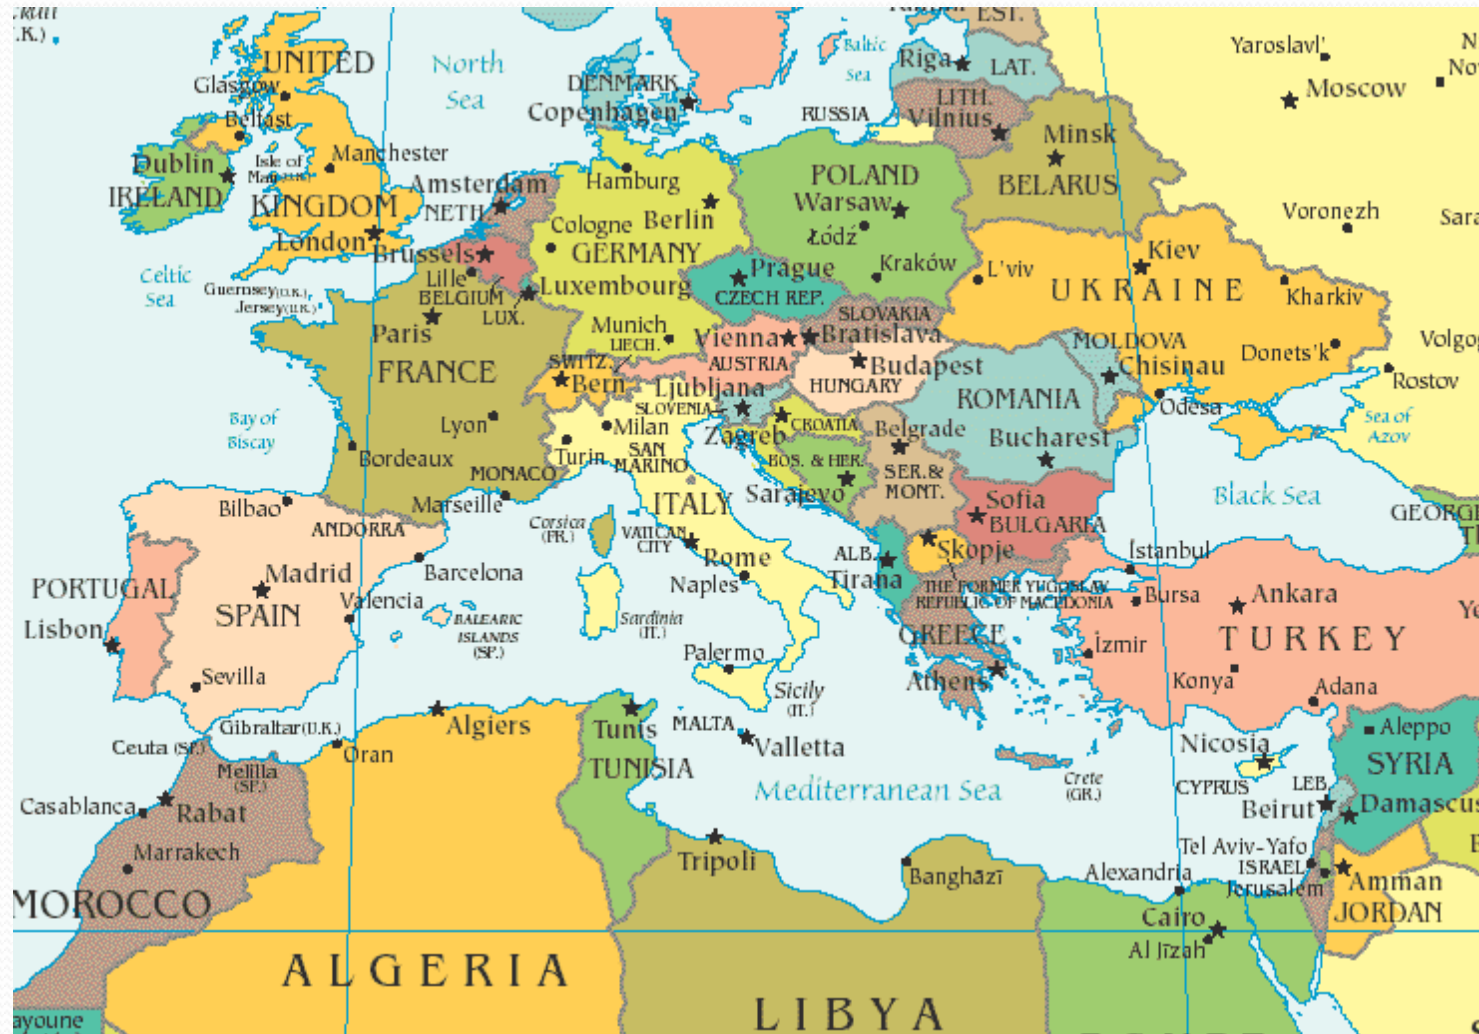 .K.)
EST.
UNITED
North
Sea
Baltic
Sea
Yaroslavl'
Riga
LAT.
Glasgow
DENMARK
Copenhagen
Moscow
LITH.
Vilnius
RUSSIA
Belfast
Minsk
Dublin
Isle of
Man (U.K.)
Manchester
IRELAND
KINGDOM
Amsterdam
NETH
Hamburg
POLAND
Warsaw
BELARUS
London
Cologne
Berlin
Łódź
Voronezh
Sara
Brussels
GERMANY
Kiev
Celtic
Sea
Lille
BELGIUM
Luxembourg
Prague
Kraków
L'viv
UKRAINE
Guernsey (U.K.)
Jersey (U.K.)
LUX.
CZECH REP.
Kharkiv
Paris
Munich
LIECH.
Vienna
SLOVAKIA
Bratislava
MOLDOVA
Chisinau
Donets'k
Volgo
FRANCE
SWITZ.
Bern
AUSTRIA
Budapest
HUNGARY
Rostov
Ljubljana
SLOVENIA
ROMANIA
Odesa
Bay of
Biscay
Lyon
Milan
Zagreb
CROATIA
Belgrade
Bucharest
Sea of
Azov
Bordeaux
Turin
SAN
MARINO
BOS. & HER.
SER.&
MONT.
MONACO
Marseille
Bilbao
ITALY
Sarajevo
Sofia
BULGARIA
Black Sea
GEORGE
ANDORRA
Corsica
(FR.)
VATICAN
CITY
Rome
ALB.
Tirana
Skopje
İstanbul
PORTUGAL
Madrid
Barcelona
Naples
THE FORMER YUGOSLAV
REPUBLIC OF MACEDONIA
Bursa
Ankara
SPAIN
Valencia
BALEARIC
ISLANDS
(SP.)
Sardinia
(IT.)
GREECE
TURKEY
Lisbon
Palermo
İzmir
Sevilla
Athens
Konya
Adana
Sicily
(IT.)
Gibraltar (U.K.)
Algiers
Tunis
MALTA
Valletta
Aleppo
Ceuta (SP.)
Oran
Nicosia
SYRIA
Melilla
(SP.)
TUNISIA
Mediterranean Sea
Crete
(GR.)
CYPRUS
LEB.
Casablanca
Rabat
Beirut
Damascus
Marrakech
Tripoli
Tel Aviv-Yafo
Banghāzī
Alexandria
ISRAEL
Jerusalem
Amman
MOROCCO
Cairo
JORDAN
Al Jīzah
ALGERIA
LIBYA
ayoune